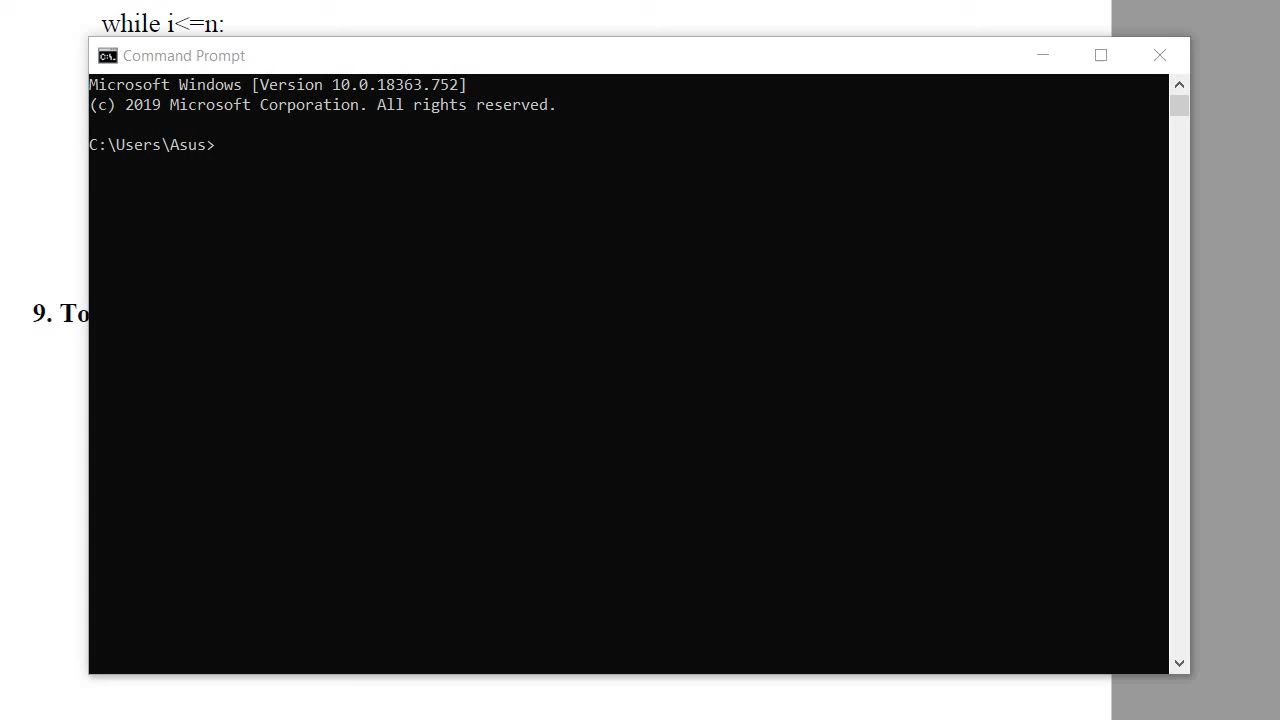 while i<=n:
Command Prompt
Microsoft Windows [Version 10.0.18363.752]
(c) 2019 Microsoft Corporation. All rights reserved.
C:\Users\Asus>
9. To